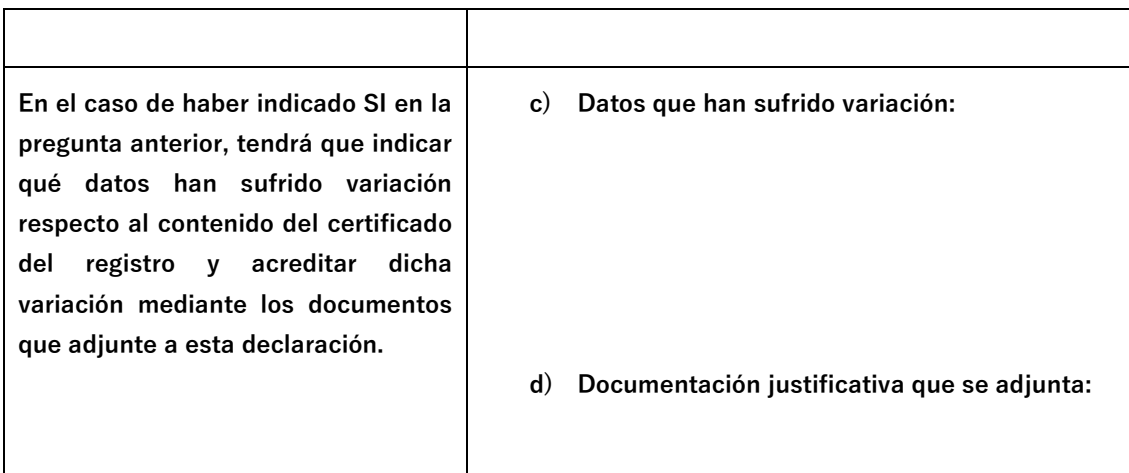 En el caso de haber indicado SI en la
pregunta anterior, tendrá que indicar
qué datos han sufrido variación
respecto al contenido del certificado
del registro y acreditar dicha
variación mediante los documentos
que adjunte a esta declaración.
c) Datos que han sufrido variación:
d) Documentación justificativa que se adjunta: